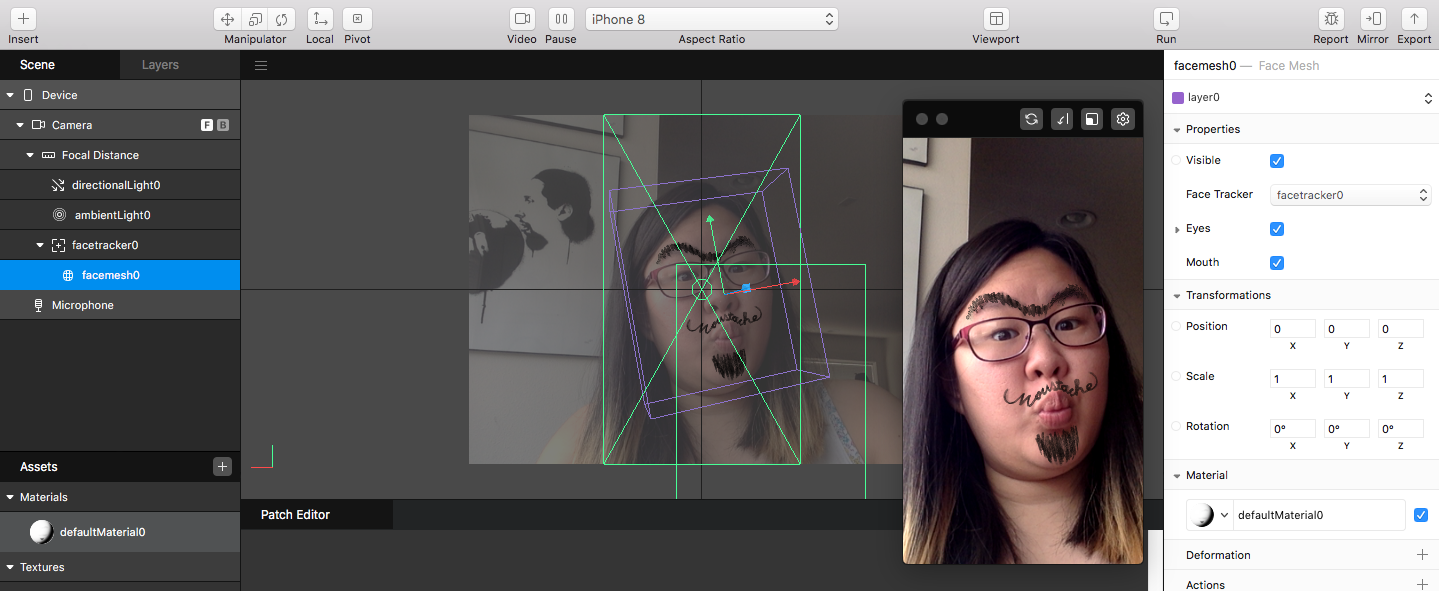 Insert
Manipulator
Local
Pivot
Video
Pause
iPhone 8
Aspect Ratio
Viewport
Run
Report
Mirror
Export
Scene
Layers
Device
Camera
F
B
Focal Distance
directionalLight0
ambientLight0
facetracker0
facemesh0
Microphone
Assets
Materials
defaultMaterial0
Textures
moustache
Patch Editor
moustache
facemesh0 — Face Mesh
layer0
Properties
Visible
Face Tracker
facetracker0
Eyes
Mouth
Transformations
Position
0
0
0
X
Y
Z
Scale
1
1
1
X
Y
Z
Rotation
0°
0°
0°
X
Y
Z
Material
defaultMaterial0
Deformation
Actions